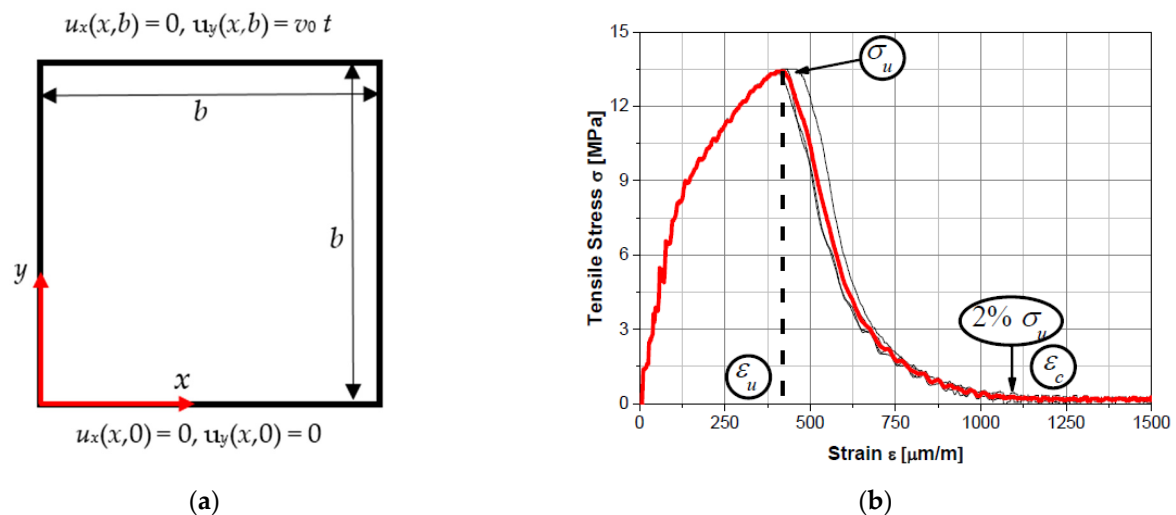 uₓ(x,b) = 0, uᵧ(x,b) = v₀ t
b
b
y
x
uₓ(x,0) = 0, uᵧ(x,0) = 0
(a)
15
12
9
6
3
0
Tensile Stress σ [MPa]
σᵤ
εᵤ
2% σᵤ
ε_c
0
250
500
750
1000
1250
1500
Strain ε [μm/m]
(b)